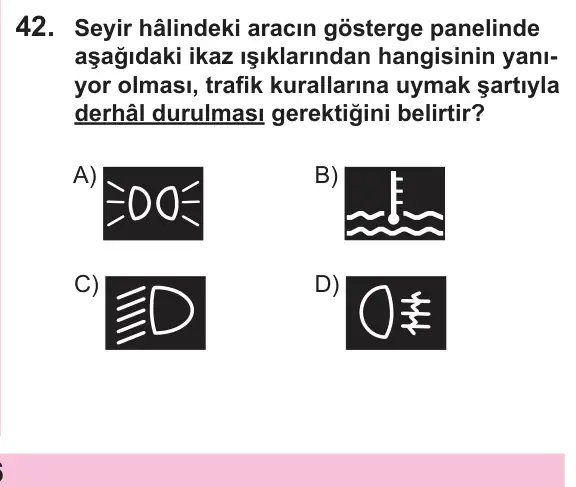 42. Seyir hâlindeki aracın gösterge panelinde
aşağıdaki ikaz ışıklarından hangisinin yanı-
yor olması, trafik kurallarına uymak şartıyla
derhâl durulması gerektiğini belirtir?
A)
B)
C)
D)